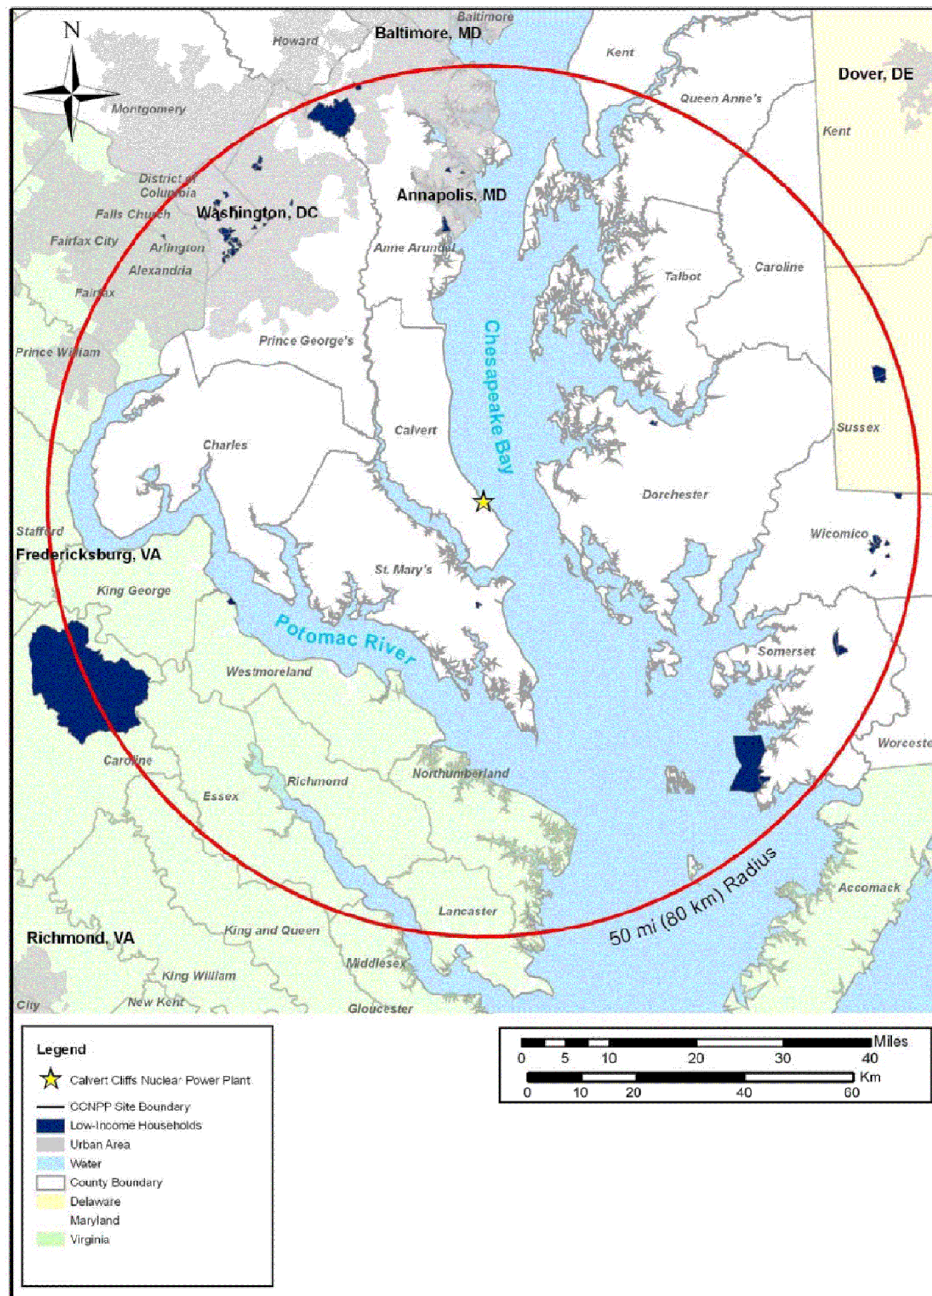 Baltimore
Baltimore, MD
N
Howard
Kent
Dover, DE
Queen Anne's
Montgomery
Kent
District of
Columbia
Annapolis, MD
Falls Church
Washington, DC
Fairfax City
Arlington
Anne Arundel
Alexandria
Talbot
Caroline
Fairfax
Chesapeake Bay
Prince George's
Prince William
Calvert
Sussex
Charles
Dorchester
Stafford
Wicomico
Fredericksburg, VA
St. Mary's
King George
Potomac River
Somerset
Westmoreland
Worcester
Caroline
Northumberland
Richmond
Essex
50 mi (80 km) Radius
Accomack
Lancaster
King and Queen
Richmond, VA
Middlesex
King William
New Kent
City
Gloucester
Legend
Calvert Cliffs Nuclear Power Plant
CCNPP Site Boundary
Low-Income Households
Urban Area
Water
County Boundary
Delaware
Maryland
Virginia
Miles
0 5 10 20 30 40
Km
0 10 20 40 60